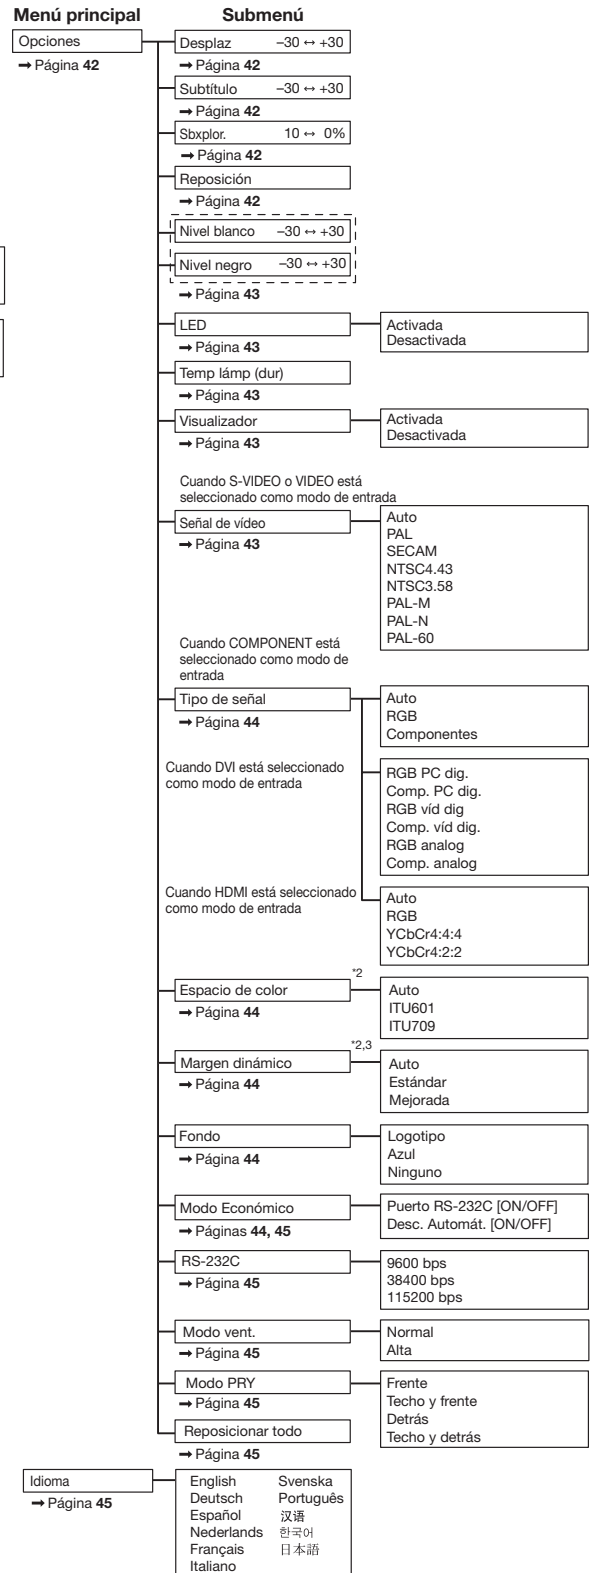 Menú principal Submenú
Opciones
➞ Página 42
Desplaz –30 ↔ +30
➞ Página 42
Subtítulo –30 ↔ +30
➞ Página 42
Sbxplor. 10 ↔ 0%
➞ Página 42
Reposición
➞ Página 42
Nivel blanco –30 ↔ +30
Nivel negro –30 ↔ +30
➞ Página 43
LED
➞ Página 43
Activada
Desactivada
Temp lámp (dur)
➞ Página 43
Visualizador
➞ Página 43
Activada
Desactivada
Cuando S-VIDEO o VIDEO está
seleccionado como modo de entrada
Señal de vídeo
➞ Página 43
Auto
PAL
SECAM
NTSC4.43
NTSC3.58
PAL-M
PAL-N
PAL-60
Cuando COMPONENT está
seleccionado como modo de
entrada
Tipo de señal
➞ Página 44
Auto
RGB
Componentes
Cuando DVI está seleccionado
como modo de entrada
RGB PC dig.
Comp. PC dig.
RGB víd dig
Comp. víd dig.
RGB analog
Comp. analog
Cuando HDMI está seleccionado
como modo de entrada
Auto
RGB
YCbCr4:4:4
YCbCr4:2:2
Espacio de color *2
➞ Página 44
Auto
ITU601
ITU709
Margen dinámico *2,3
➞ Página 44
Auto
Estándar
Mejorada
Fondo
➞ Página 44
Logotipo
Azul
Ninguno
Modo Económico
➞ Páginas 44, 45
Puerto RS-232C [ON/OFF]
Desc. Automát. [ON/OFF]
RS-232C
➞ Página 45
9600 bps
38400 bps
115200 bps
Modo vent.
➞ Página 45
Normal
Alta
Modo PRY
➞ Página 45
Frente
Techo y frente
Detrás
Techo y detrás
Reposicionar todo
➞ Página 45
Idioma
➞ Página 45
English Svenska
Deutsch Português
Español 汉语
Nederlands 한국어
Français 日本語
Italiano